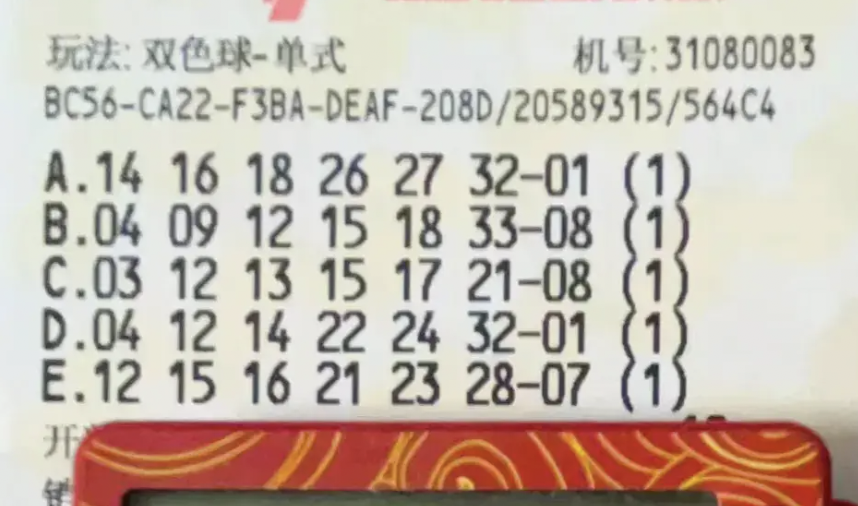 玩法: 双色球-单式 机号:31080083
BC56-CA22-F3BA-DEAF-208D/20589315/564C4
A.14 16 18 26 27 32-01 (1)
B.04 09 12 15 18 33-08 (1)
C.03 12 13 15 17 21-08 (1)
D.04 12 14 22 24 32-01 (1)
E.12 15 16 21 23 28-07 (1)
开